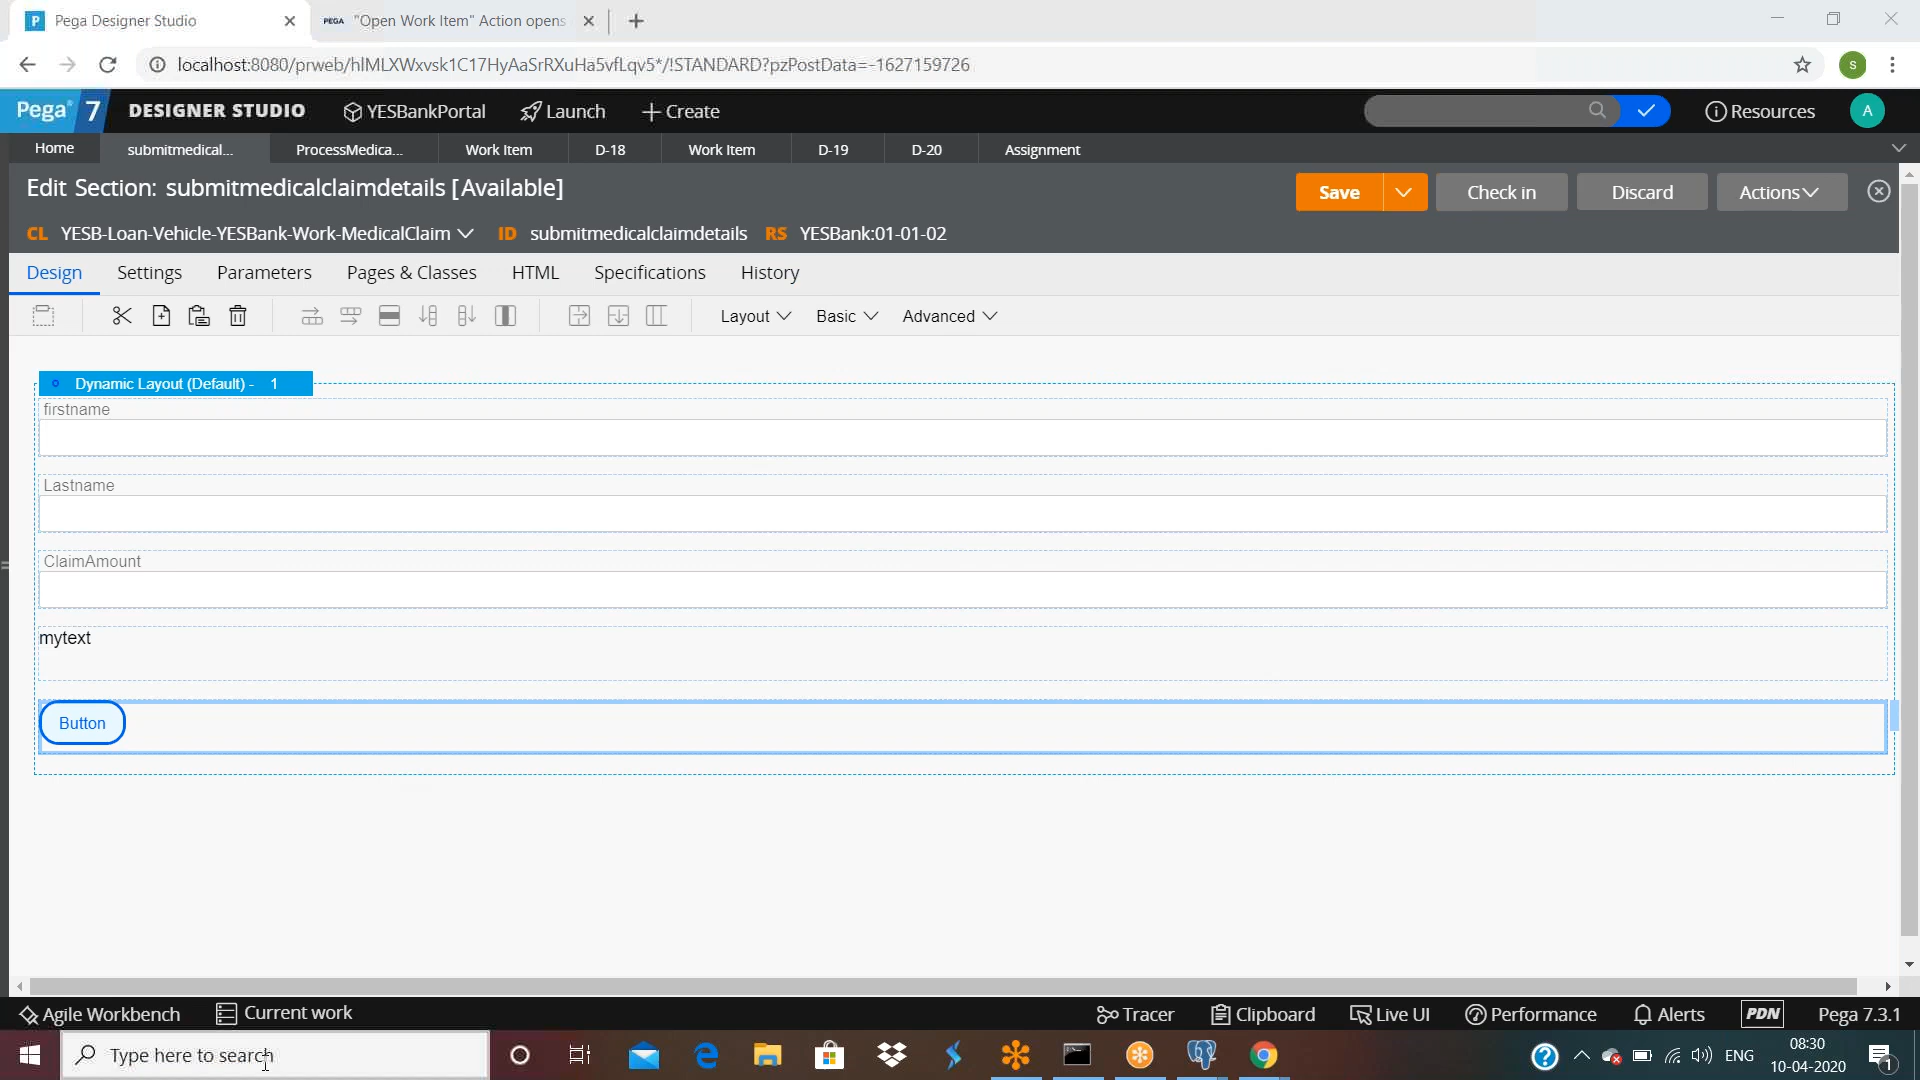 Pega Designer Studio
PEGA "Open Work Item" Action opens
localhost:8080/prweb/hlMLXWxvsk1C17HyAaSrRXuHa5vfLqv5*/!STANDARD?pzPostData=-1627159726
S
Pega 7 DESIGNER STUDIO YESBankPortal Launch Create Resources A
Home submitmedical... ProcessMedica... Work Item D-18 Work Item D-19 D-20 Assignment
Edit Section: submitmedicalclaimdetails [Available]
Save Check in Discard Actions
CL YESB-Loan-Vehicle-YESBank-Work-MedicalClaim ID submitmedicalclaimdetails RS YESBank:01-01-02
Design Settings Parameters Pages & Classes HTML Specifications History
Layout Basic Advanced
Dynamic Layout (Default) - 1
firstname
Lastname
ClaimAmount
mytext
Button
Agile Workbench Current work Tracer Clipboard Live UI Performance Alerts PDN Pega 7.3.1
Type here to search
ENG
08:30
10-04-2020
1